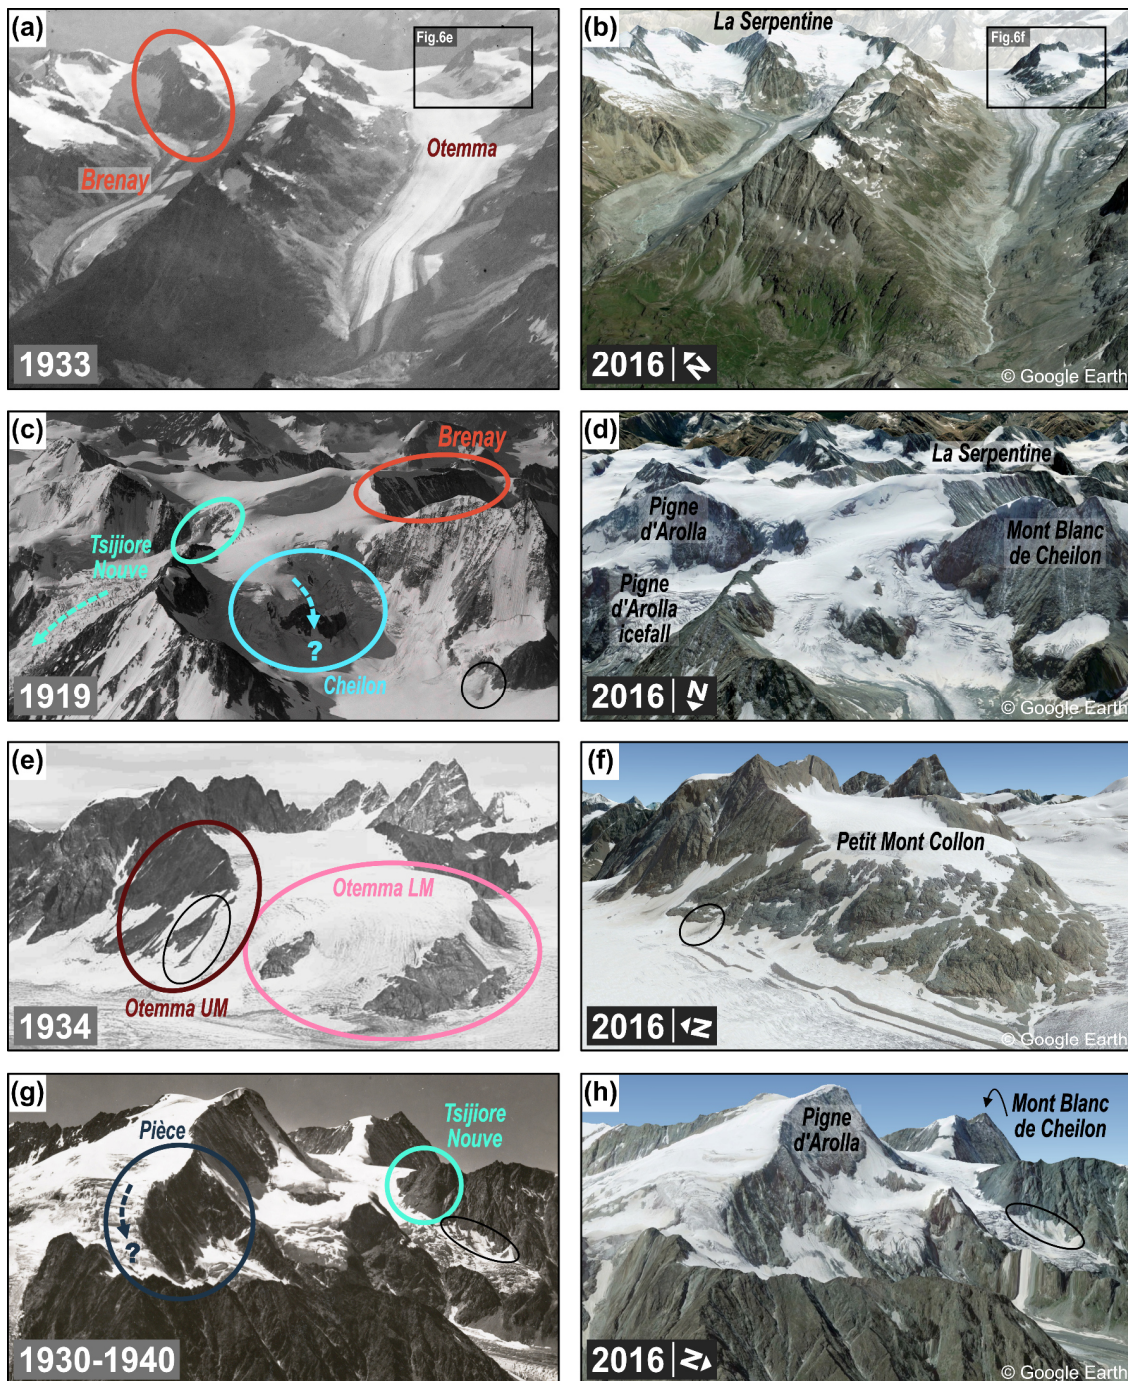 (a)
Fig.6e
Brenay
Otemma
1933
(b)
La Serpentine
Fig.6f
2016 | N
© Google Earth
(c)
Brenay
Tsijiore
Nouve
?
Cheilon
1919
(d)
La Serpentine
Pigne
d'Arolla
Mont Blanc
de Cheilon
Pigne
d'Arolla
icefall
2016 | N
© Google Earth
(e)
Otemma LM
Otemma UM
1934
(f)
Petit Mont Collon
2016 | N
© Google Earth
(g)
Pièce
Tsijiore
Nouve
?
1930-1940
(h)
Pigne
d'Arolla
Mont Blanc
de Cheilon
2016 | N
© Google Earth